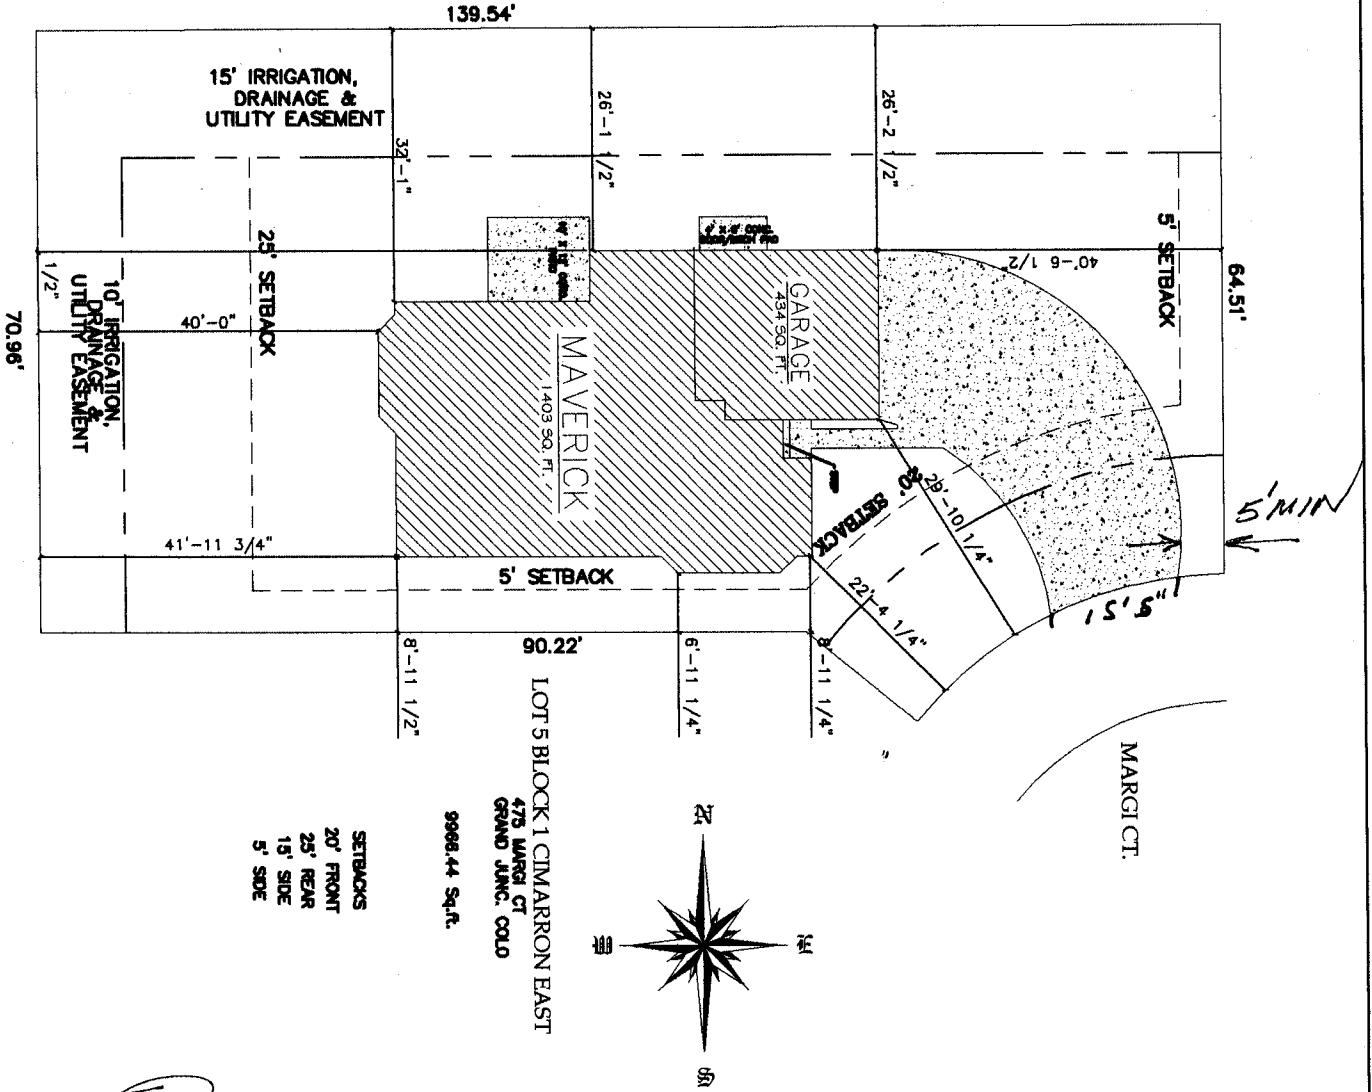 139.54'
15' IRRIGATION,
DRAINAGE &
UTILITY EASEMENT
32'-1"
26'-1 1/2"
26'-2 1/2"
25' SETBACK
5' SETBACK
40'-6 1/2"
64.51'
4' X 8' CONC.
GARAGE
434 SQ. FT.
1/2"
10' IRRIGATION,
DRAINAGE &
UTILITY EASEMENT
70.96'
40'-0"
MAVERICK
1403 SQ. FT.
20' SETBACK
29'-10 1/4"
22'-4 1/4"
5' MIN
41'-11 3/4"
5' SETBACK
90.22'
8'-11 1/2"
6'-11 1/4"
8'-11 1/4"
MARGI CT.
LOT 5 BLOCK 1 CIMARRON EAST
475 MARGI CT
GRAND JUNC. COLO
9966.44 Sq.ft.
SETBACKS
20' FRONT
25' REAR
15' SIDE
5' SIDE
N
E
S
W